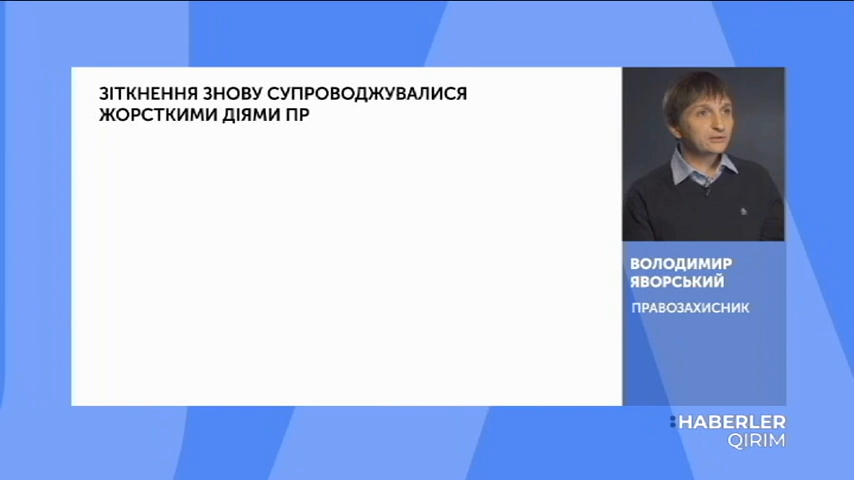 ЗІТКНЕННЯ ЗНОВУ СУПРОВОДЖУВАЛИСЯ
ЖОРСТКИМИ ДІЯМИ ПР
ВОЛОДИМИР
ЯВОРСЬКИЙ
ПРАВОЗАХИСНИК
:HABERLER
QIRIM